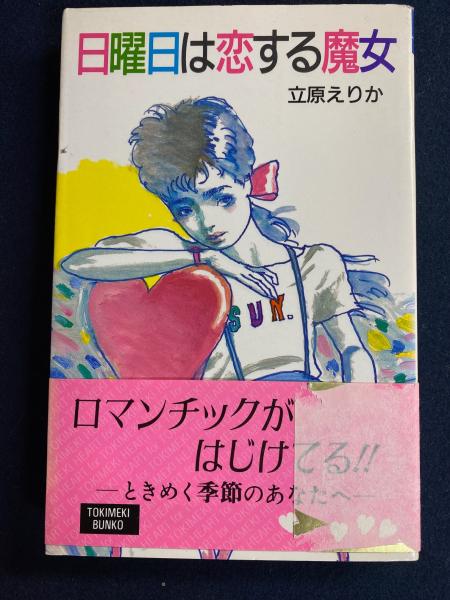 日曜日は恋する魔女
立原えりか
SUN.
ロマンチックが
はじけてる!!
—ときめく季節のあなたへ—
TOKIMEKI
BUNKO